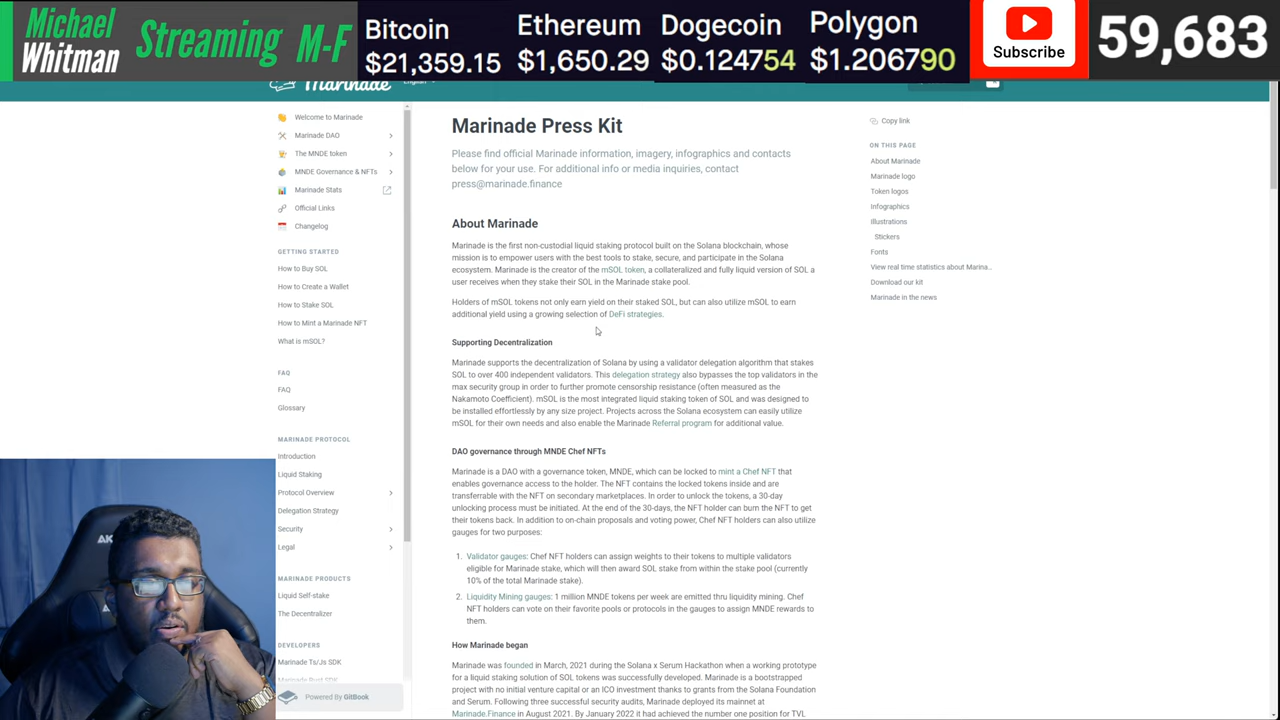 Michael
Whitman
Streaming M-F
Bitcoin
$21,359.15
Ethereum
$1,650.29
Dogecoin
$0.124754
Polygon
$1.206790
Subscribe
59,683
Marinade
English
Welcome to Marinade
Marinade DAO
The MNDE token
MNDE Governance & NFTs
Marinade Stats
Official Links
Changelog
GETTING STARTED
How to Buy SOL
How to Create a Wallet
How to Stake SOL
How to Mint a Marinade NFT
What is mSOL?
FAQ
FAQ
Glossary
MARINADE PROTOCOL
Introduction
Liquid Staking
Protocol Overview
Delegation Strategy
Security
Legal
MARINADE PRODUCTS
Liquid Self-stake
The Decentralizer
DEVELOPERS
Marinade Ts/Js SDK
Marinade Rust SDK
Powered By GitBook
Marinade Press Kit
Please find official Marinade information, imagery, infographics and contacts
below for your use. For additional info or media inquiries, contact
press@marinade.finance
About Marinade
Marinade is the first non-custodial liquid staking protocol built on the Solana blockchain, whose
mission is to empower users with the best tools to stake, secure, and participate in the Solana
ecosystem. Marinade is the creator of the mSOL token, a collateralized and fully liquid version of SOL a
user receives when they stake their SOL in the Marinade stake pool.
Holders of mSOL tokens not only earn yield on their staked SOL, but can also utilize mSOL to earn
additional yield using a growing selection of DeFi strategies.
Supporting Decentralization
Marinade supports the decentralization of Solana by using a validator delegation algorithm that stakes
SOL to over 400 independent validators. This delegation strategy also bypasses the top validators in the
max security group in order to further promote censorship resistance (often measured as the
Nakamoto Coefficient). mSOL is the most integrated liquid staking token of SOL and was designed to
be installed effortlessly by any size project. Projects across the Solana ecosystem can easily utilize
mSOL for their own needs and also enable the Marinade Referral program for additional value.
DAO governance through MNDE Chef NFTs
Marinade is a DAO with a governance token, MNDE, which can be locked to mint a Chef NFT that
enables governance access to the holder. The NFT contains the locked tokens inside and are
transferrable with the NFT on secondary marketplaces. In order to unlock the tokens, a 30-day
unlocking process must be initiated. At the end of the 30-days, the NFT holder can burn the NFT to get
their tokens back. In addition to on-chain proposals and voting power, Chef NFT holders can also utilize
gauges for two purposes:
1. Validator gauges: Chef NFT holders can assign weights to their tokens to multiple validators
eligible for Marinade stake, which will then award SOL stake from within the stake pool (currently
10% of the total Marinade stake).
2. Liquidity Mining gauges: 1 million MNDE tokens per week are emitted thru liquidity mining. Chef
NFT holders can vote on their favorite pools or protocols in the gauges to assign MNDE rewards to
them.
How Marinade began
Marinade was founded in March, 2021 during the Solana x Serum Hackathon when a working prototype
for a liquid staking solution of SOL tokens was successfully developed. Marinade is a bootstrapped
project with no initial venture capital or an ICO investment thanks to grants from the Solana Foundation
and Serum. Following three successful security audits, Marinade deployed its mainnet at
Marinade.Finance in August 2021. By January 2022 it had achieved the number one position for TVL
Copy link
ON THIS PAGE
About Marinade
Marinade logo
Token logos
Infographics
Illustrations
Stickers
Fonts
View real time statistics about Marina...
Download our kit
Marinade in the news
AK